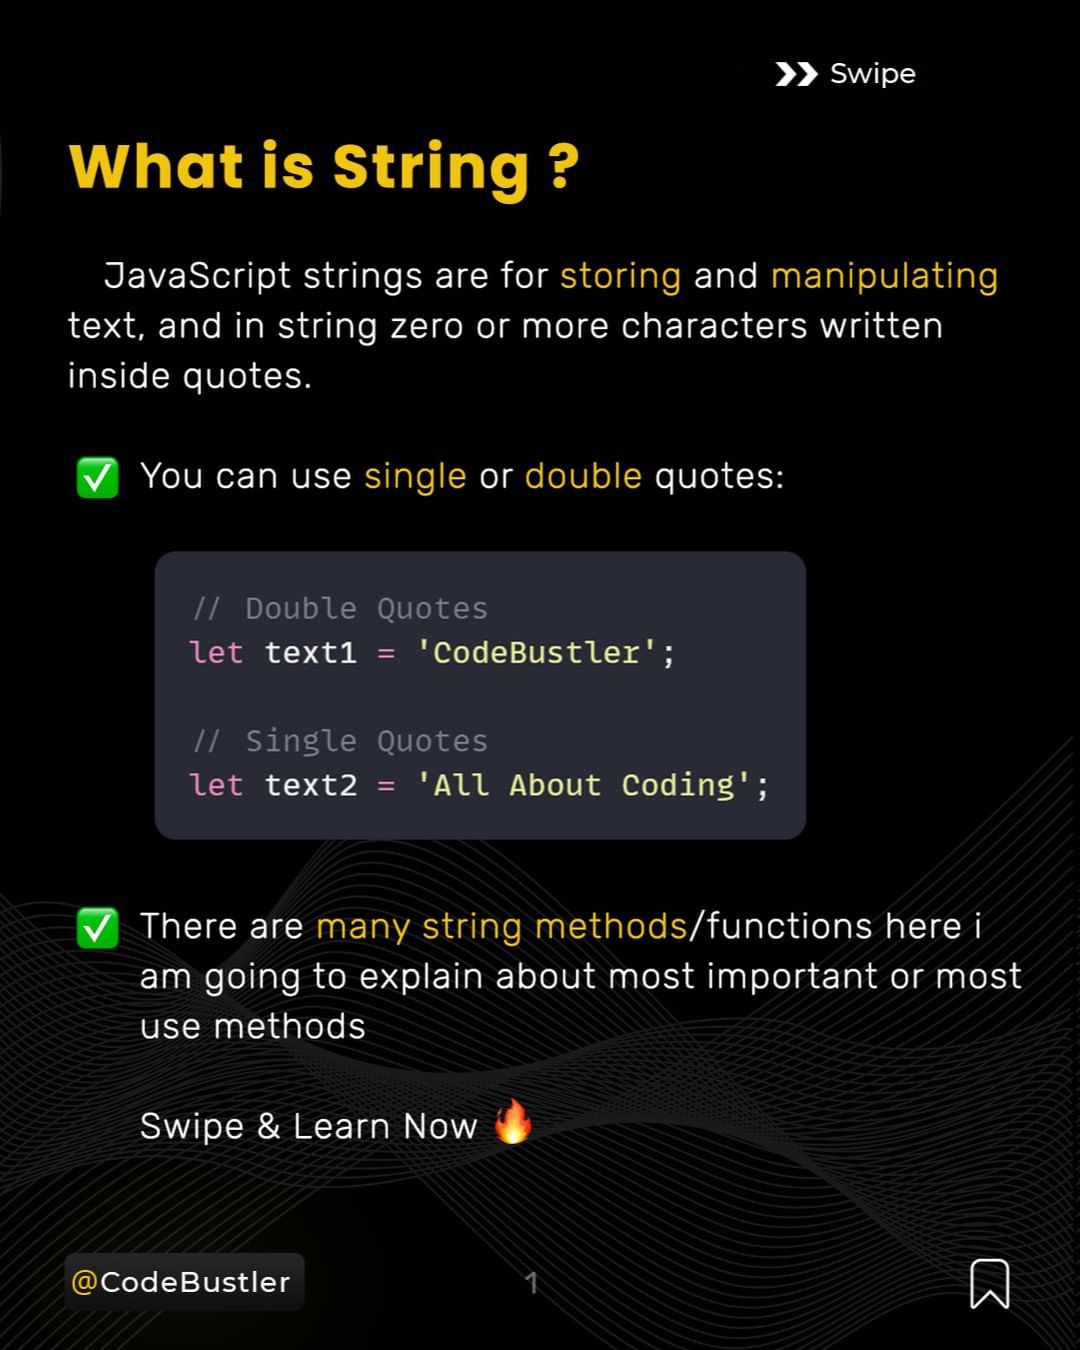 Swipe
What is String ?
JavaScript strings are for storing and manipulating
text, and in string zero or more characters written
inside quotes.
✅ You can use single or double quotes:
// Double Quotes
let text1 = 'CodeBustler';
// Single Quotes
let text2 = 'All About Coding';
✅ There are many string methods/functions here i
am going to explain about most important or most
use methods
Swipe & Learn Now 🔥
@CodeBustler
1